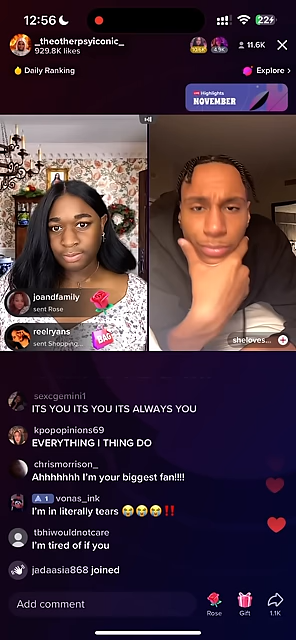 12:56
22
_theotherpsyiconic_
929.8K likes
11.6K
Daily Ranking
Explore >
Highlights
NOVEMBER
joandfamily
sent Rose
reelryans
sent Shopping...
BAG
sheloves...
sexcgemini1
ITS YOU ITS YOU ITS ALWAYS YOU
kpopopinions69
EVERYTHING I THING DO
chrismorrison_
Ahhhhhhh I'm your biggest fan!!!!
1 vonas_ink
I'm in literally tears 😭😭😭‼️
tbhiwouldnotcare
I'm tired of if you
jadaasia868 joined
Add comment
Rose
Gift
1.1K